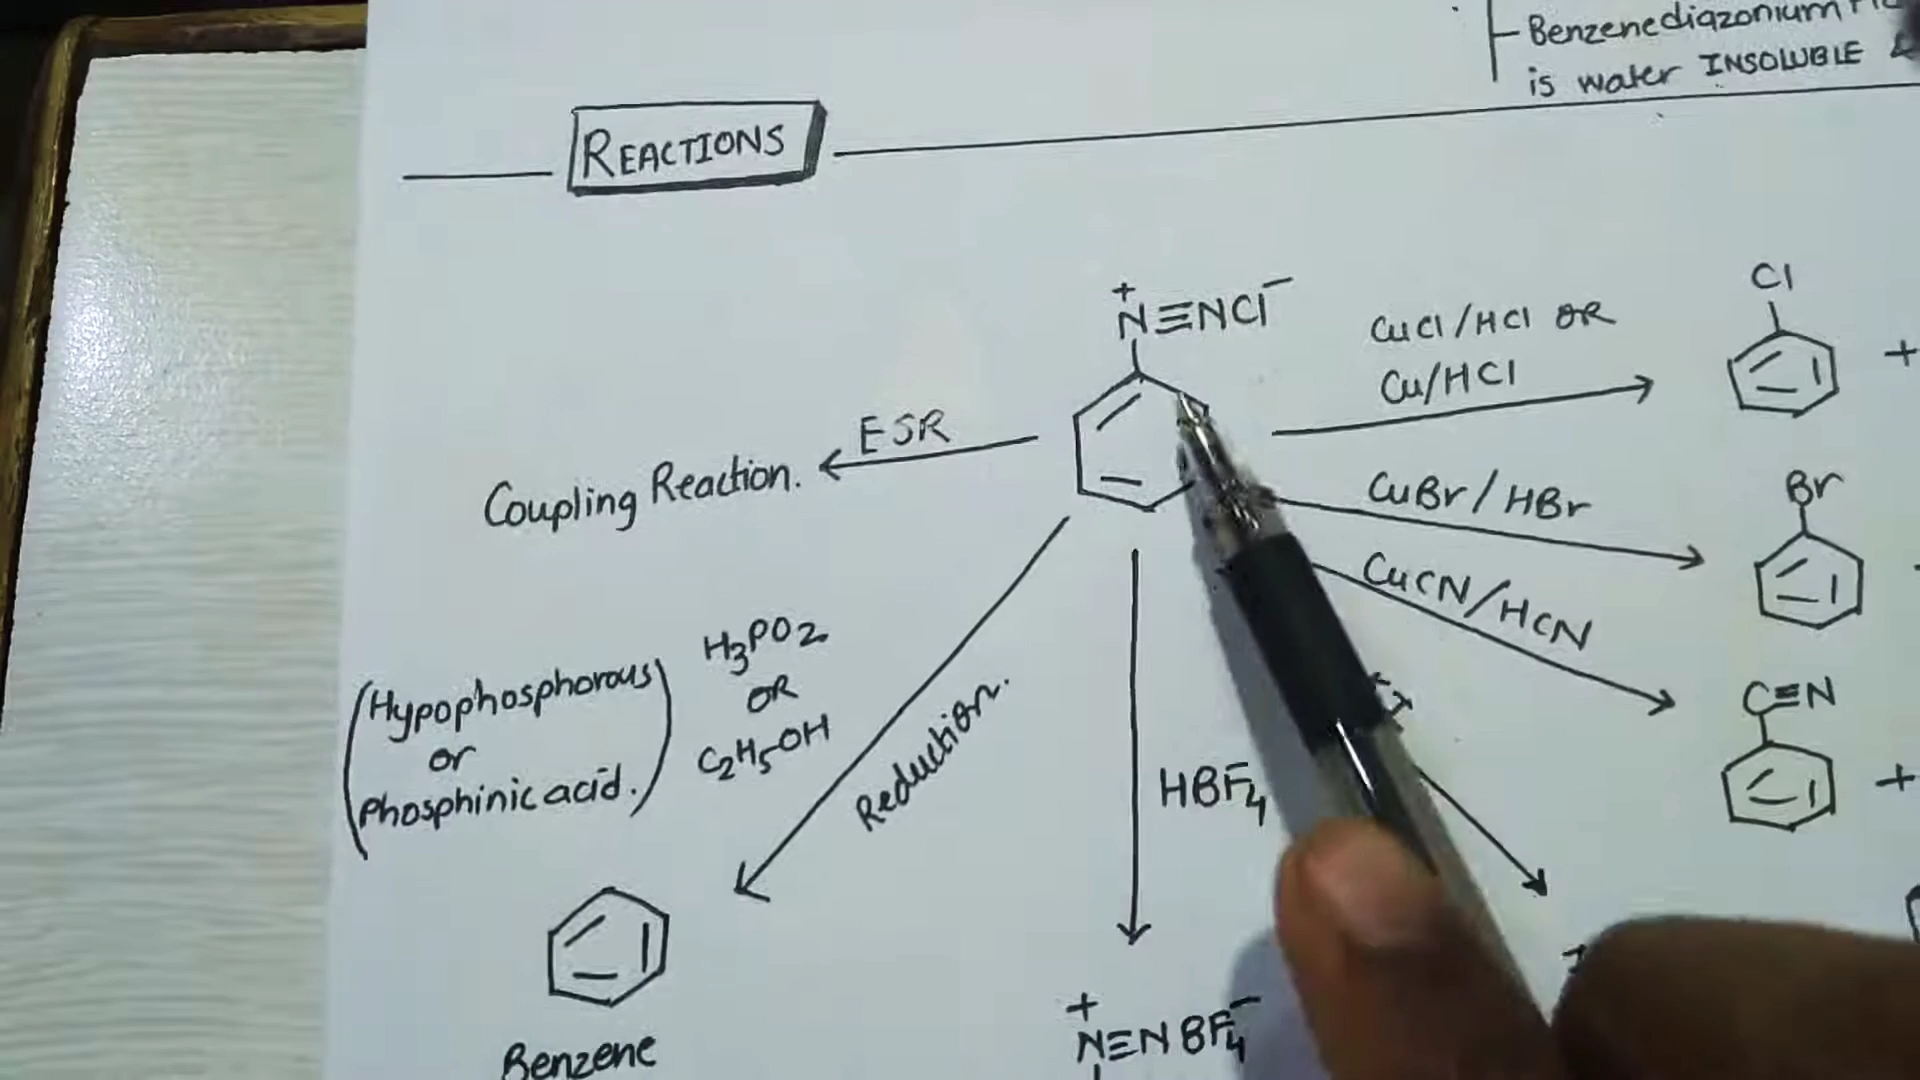 Benzenediazonium
is water INSOLUBLE
REACTIONS
+
N≡NCl⁻
CuCl/HCl OR
Cu/HCl
Cl
+
ESR
Coupling Reaction.
CuBr/HBr
Br
CuCN/HCN
C≡N
+
(Hypophosphorous
or
Phosphinic acid.)
H₃PO₂
OR
C₂H₅OH
Reduction.
HBF₄
Benzene
+
N≡N BF₄⁻